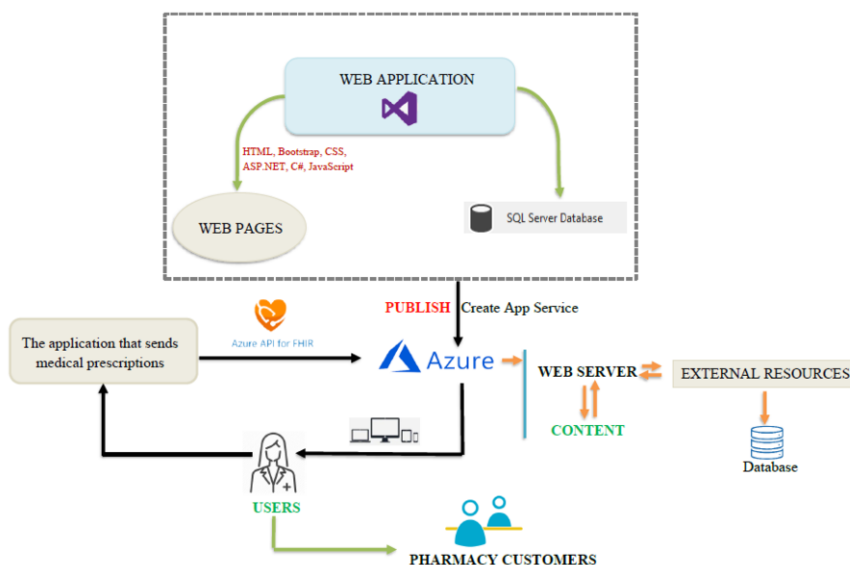 WEB APPLICATION
HTML, Bootstrap, CSS,
ASP.NET, C#, JavaScript
WEB PAGES
SQL Server Database
PUBLISH Create App Service
The application that sends
medical prescriptions
Azure API for FHIR
Azure
WEB SERVER
EXTERNAL RESOURCES
CONTENT
Database
USERS
PHARMACY CUSTOMERS